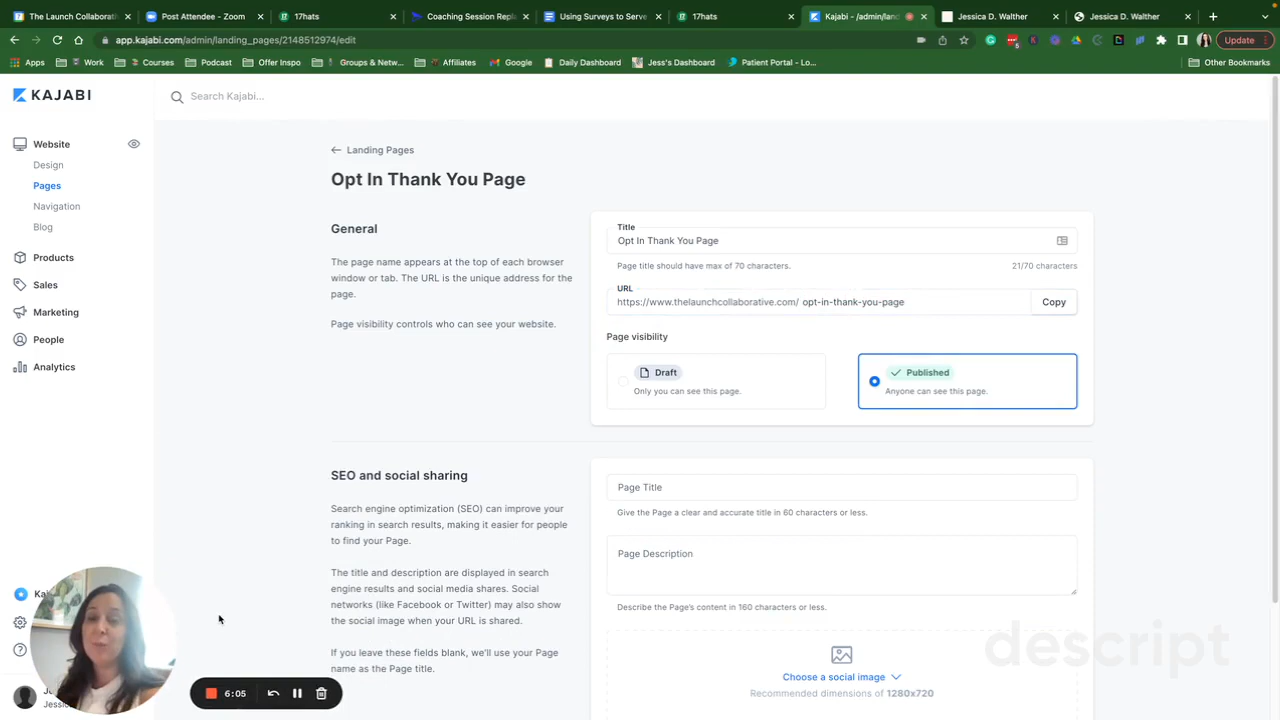 The Launch Collaborati
Post Attendee - Zoom
17hats
Coaching Session Repla
Using Surveys to Serve
17hats
Kajabi - /admin/land
Jessica D. Walther
Jessica D. Walther
app.kajabi.com/admin/landing_pages/2148512974/edit
Update
Apps
Work
Courses
Podcast
Offer Inspo
Groups & Netw...
Affiliates
Google
Daily Dashboard
Jess's Dashboard
Patient Portal - Lo...
Other Bookmarks
KAJABI
Search Kajabi...
Website
Design
Pages
Navigation
Blog
Products
Sales
Marketing
People
Analytics
Landing Pages
Opt In Thank You Page
General
The page name appears at the top of each browser
window or tab. The URL is the unique address for the
page.
Page visibility controls who can see your website.
Title
Opt In Thank You Page
Page title should have max of 70 characters.
21/70 characters
URL
https://www.thelaunchcollaborative.com/ opt-in-thank-you-page
Copy
Page visibility
Draft
Only you can see this page.
Published
Anyone can see this page.
SEO and social sharing
Search engine optimization (SEO) can improve your
ranking in search results, making it easier for people
to find your Page.
The title and description are displayed in search
engine results and social media shares. Social
networks (like Facebook or Twitter) may also show
the social image when your URL is shared.
If you leave these fields blank, we'll use your Page
name as the Page title.
Page Title
Give the Page a clear and accurate title in 60 characters or less.
Page Description
Describe the Page's content in 160 characters or less.
Choose a social image
Recommended dimensions of 1280x720
6:05
descript